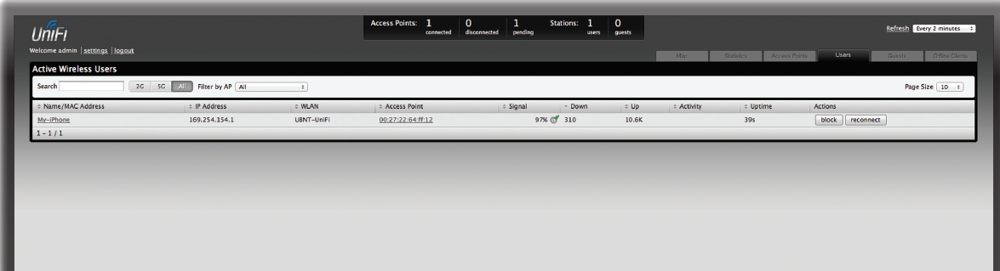 Access Points: 1 connected 0 disconnected 1 pending Stations: 1 users 0 guests
UniFi
Refresh Every 2 minutes
Welcome admin settings logout
Map Statistics Access Points Users Guests Offline Clients
Active Wireless Users
Search 2G 5G All Filter by AP All Page Size 10
Name/MAC Address IP Address WLAN Access Point Signal Down Up Activity Uptime Actions
My-iPhone 169.254.154.1 UBNT-UniFi 00:27:22:64:ff:12 97% 310 10.6K 39s block reconnect
1 - 1 / 1